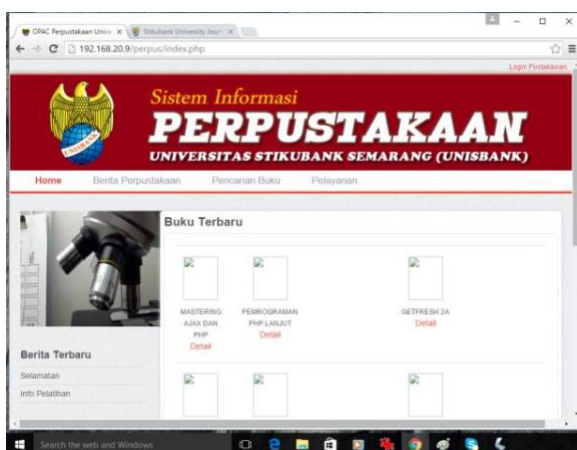 OPAC Perpustakaan Univ
Stikubank University Jour
192.168.20.9/perpus/index.php
Login Pustakawan
Sistem Informasi
PERPUSTAKAAN
UNIVERSITAS STIKUBANK SEMARANG (UNISBANK)
UNISBANK
Home Berita Perpustakaan Pencarian Buku Pelayanan
Buku Terbaru
MASTERING AJAX DAN PHP
Detail
PEMROGRAMAN PHP LANJUT
Detail
GETFRESH 2A
Detail
Berita Terbaru
Selamatan
Info Pelatihan
Search the web and Windows